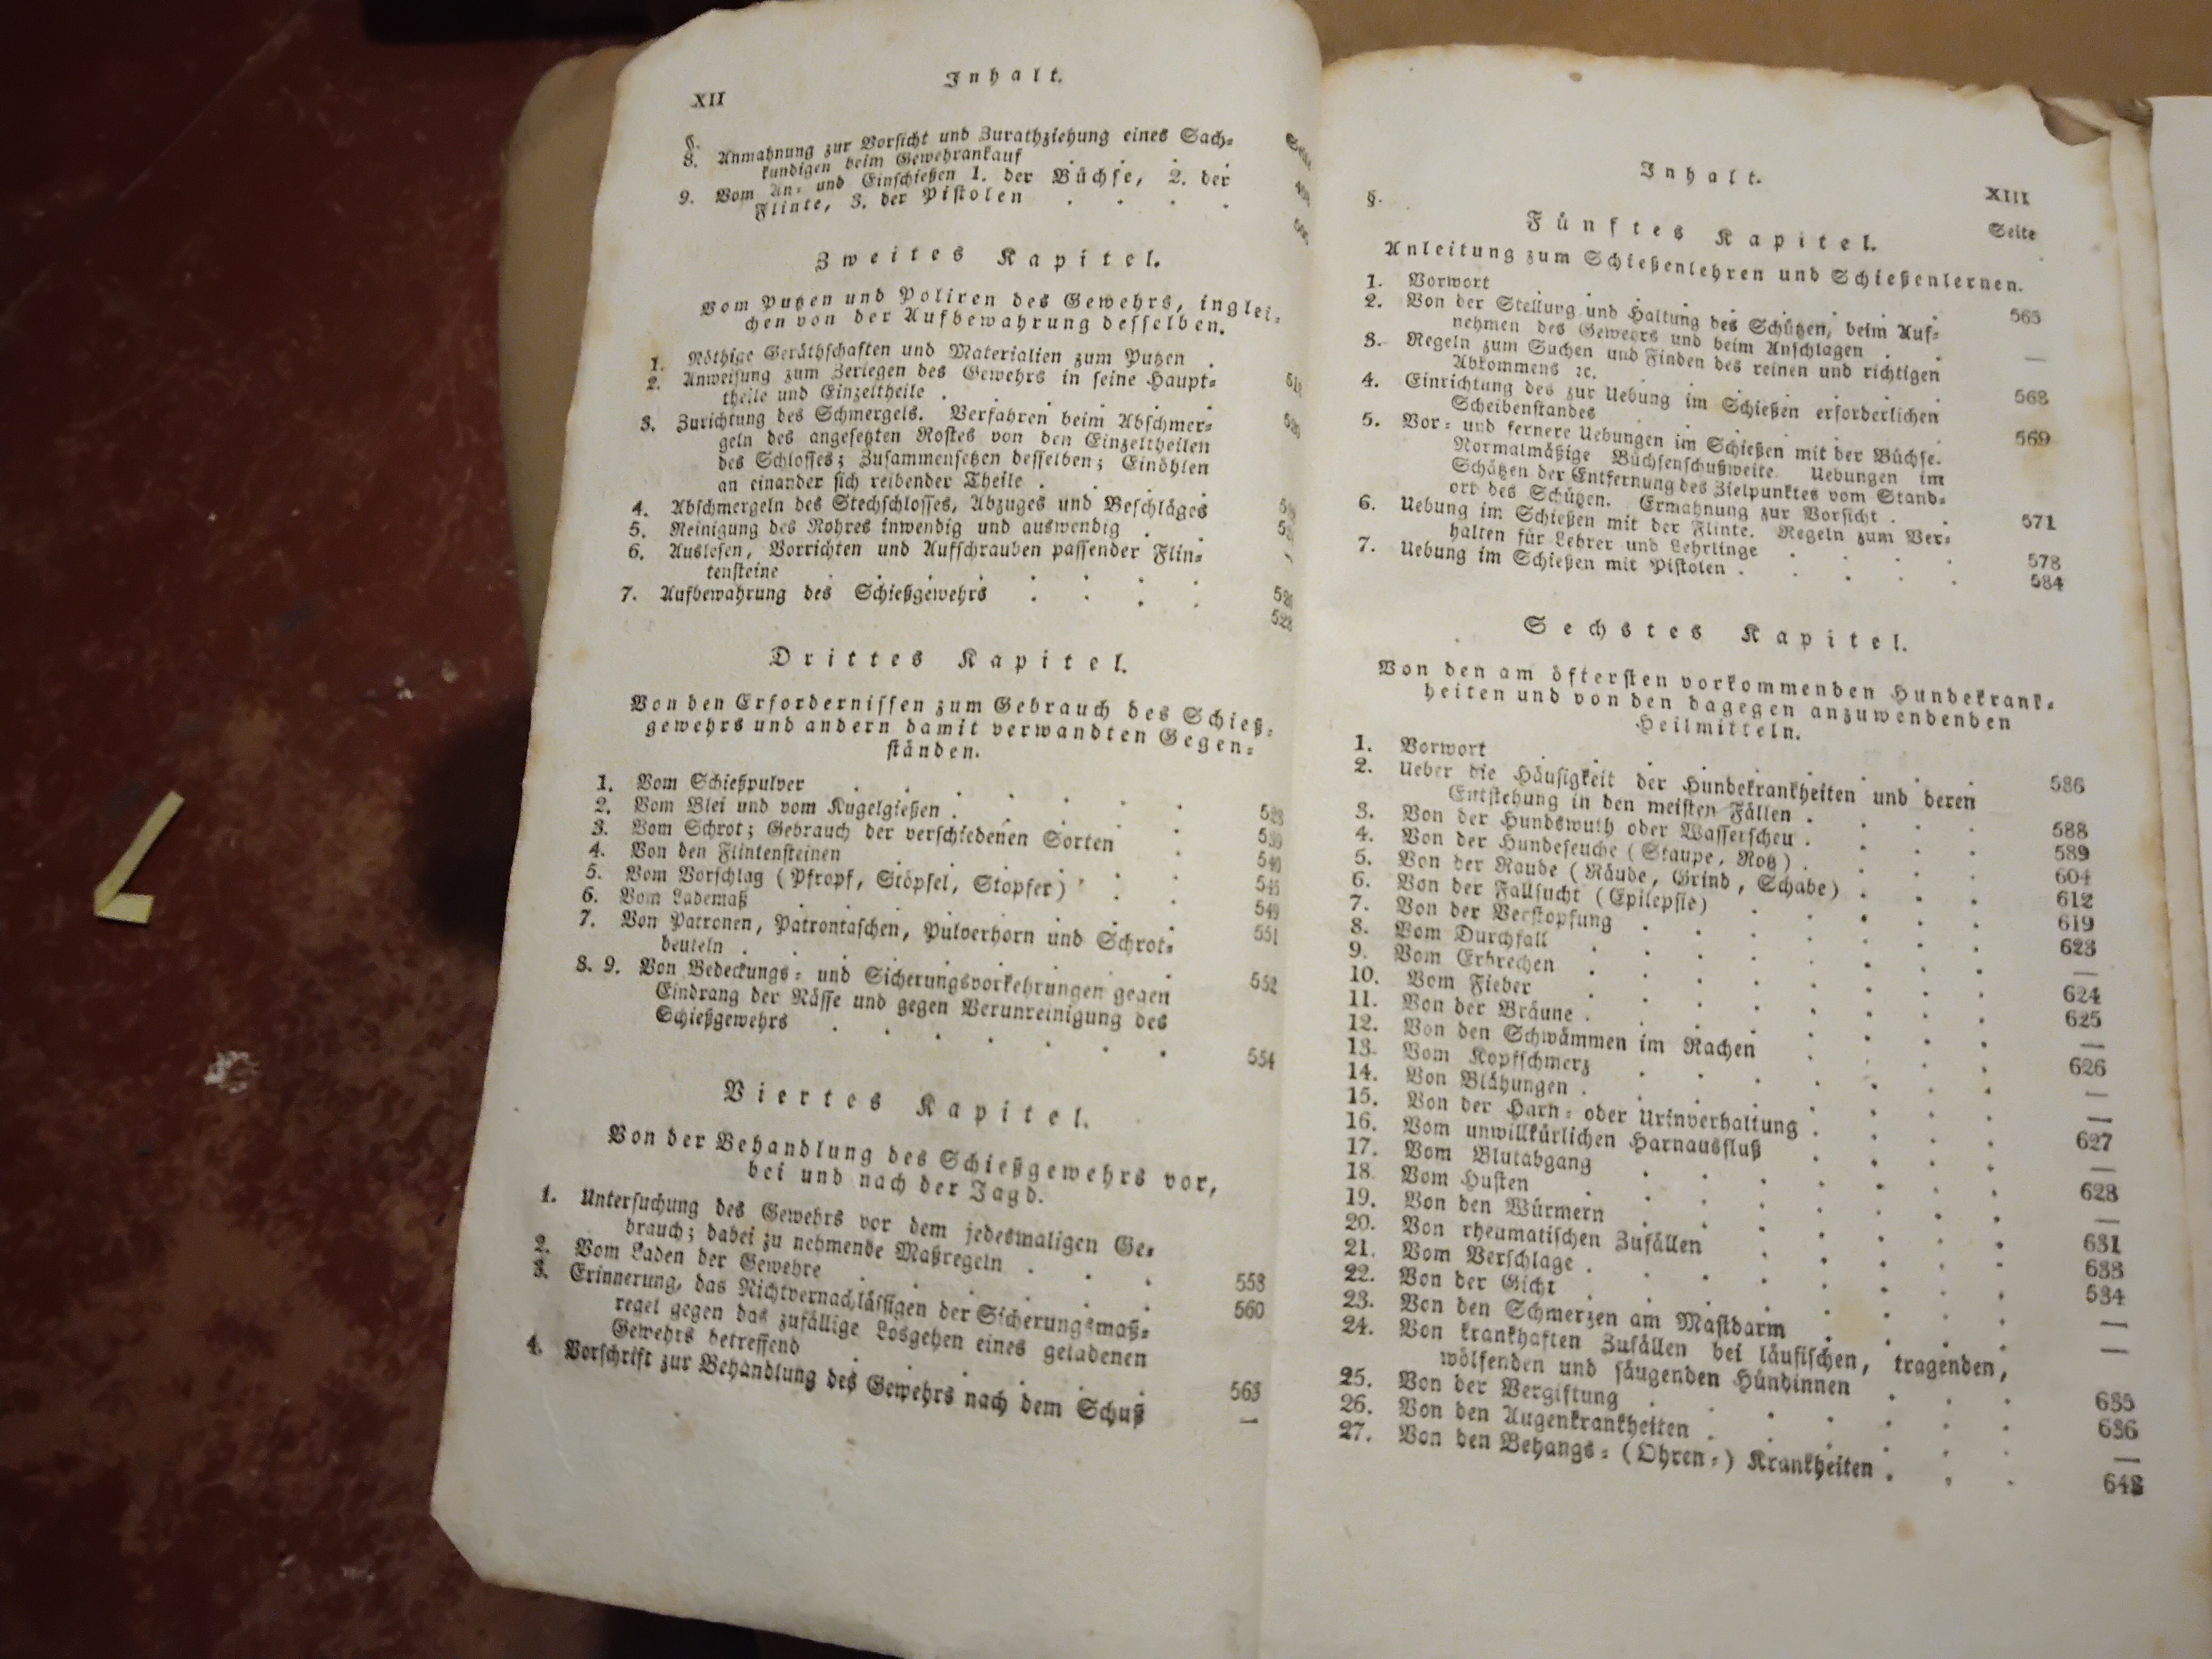 XII
Inhalt.
§.
Seite
8. Anmahnung zur Vorsicht und Zurathziehung eines Sach-
kundigen beim Gewehrankauf
9. Vom An- und Einschießen 1. der Büchse, 2. der
Flinte, 3. der Pistolen
Zweites Kapitel.
Vom Putzen und Poliren des Gewehrs, inglei-
chen von der Aufbewahrung desselben.
1. Nöthige Geräthschaften und Materialien zum Putzen
2. Anweisung zum Zerlegen des Gewehrs in seine Haupt-
theile und Einzeltheile
3. Zurichtung des Schmergels. Verfahren beim Abschmer-
geln des angesetzten Rostes von den Einzeltheilen
des Schlosses; Zusammensetzen desselben; Einöhlen
an einander sich reibender Theile
4. Abschmergeln des Stechschlosses, Abzuges und Beschläges
5. Reinigung des Rohres inwendig und auswendig
6. Auslesen, Vorrichten und Aufschrauben passender Flin-
tensteine
7. Aufbewahrung des Schießgewehrs
Drittes Kapitel.
Von den Erfordernissen zum Gebrauch des Schieß-
gewehrs und andern damit verwandten Gegen-
ständen.
1. Vom Schießpulver
2. Vom Blei und vom Kugelgießen
3. Vom Schrot; Gebrauch der verschiedenen Sorten
4. Von den Flintensteinen
5. Vom Vorschlag (Pfropf, Stöpsel, Stopfer)
6. Vom Lademaß 551
7. Von Patronen, Patrontaschen, Pulverhorn und Schrot-
beuteln 552
8. 9. Von Bedeckungs- und Sicherungsvorkehrungen gegen
Eindrang der Nässe und gegen Verunreinigung des
Schießgewehrs 554
Viertes Kapitel.
Von der Behandlung des Schießgewehrs vor,
bei und nach der Jagd.
1. Untersuchung des Gewehrs vor dem jedesmaligen Ge-
brauch; dabei zu nehmende Maßregeln 558
2. Vom Laden der Gewehre 560
3. Erinnerung, das Nichtvernachlässigen der Sicherungsmaß-
regel gegen das zufällige Losgehen eines geladenen
Gewehrs betreffend 563
4. Vorschrift zur Behandlung des Gewehrs nach dem Schuß —
Inhalt.
XIII
§.
Seite
Fünftes Kapitel.
Anleitung zum Schießenlehren und Schießenlernen.
1. Vorwort 565
2. Von der Stellung und Haltung des Schützen, beim Auf-
nehmen des Gewehrs und beim Anschlagen —
3. Regeln zum Suchen und Finden des reinen und richtigen
Abkommens ꝛc. 568
4. Einrichtung des zur Uebung im Schießen erforderlichen
Scheibenstandes 569
5. Vor- und fernere Uebungen im Schießen mit der Büchse.
Normalmäßige Büchsenschußweite. Uebungen im
Schätzen der Entfernung des Zielpunktes vom Stand-
ort des Schützen. Ermahnung zur Vorsicht 571
6. Uebung im Schießen mit der Flinte. Regeln zum Ver-
halten für Lehrer und Lehrlinge 578
7. Uebung im Schießen mit Pistolen 584
Sechstes Kapitel.
Von den am öftersten vorkommenden Hundekrank-
heiten und von den dagegen anzuwendenden
Heilmitteln.
1. Vorwort 586
2. Ueber die Häufigkeit der Hundekrankheiten und deren
Entstehung in den meisten Fällen 588
3. Von der Hundswuth oder Wasserscheu 589
4. Von der Hundeseuche (Staupe, Rotz) 604
5. Von der Raude (Räude, Grind, Schabe) 612
6. Von der Fallsucht (Epilepsie) 619
7. Von der Verstopfung 623
8. Vom Durchfall —
9. Vom Erbrechen 624
10. Vom Fieber 625
11. Von der Bräune —
12. Von den Schwämmen im Rachen 626
13. Vom Kopfschmerz —
14. Von Blähungen —
15. Von der Harn- oder Urinverhaltung 627
16. Vom unwillkürlichen Harnausfluß —
17. Vom Blutabgang 628
18. Vom Husten —
19. Von den Würmern 631
20. Von rheumatischen Zufällen 633
21. Vom Verschlage 534
22. Von der Gicht —
23. Von den Schmerzen am Mastdarm —
24. Von krankhaften Zufällen bei läufischen, tragenden,
wölfenden und säugenden Hündinnen 635
25. Von der Vergiftung 636
26. Von den Augenkrankheiten —
27. Von den Behangs- (Ohren-) Krankheiten 648